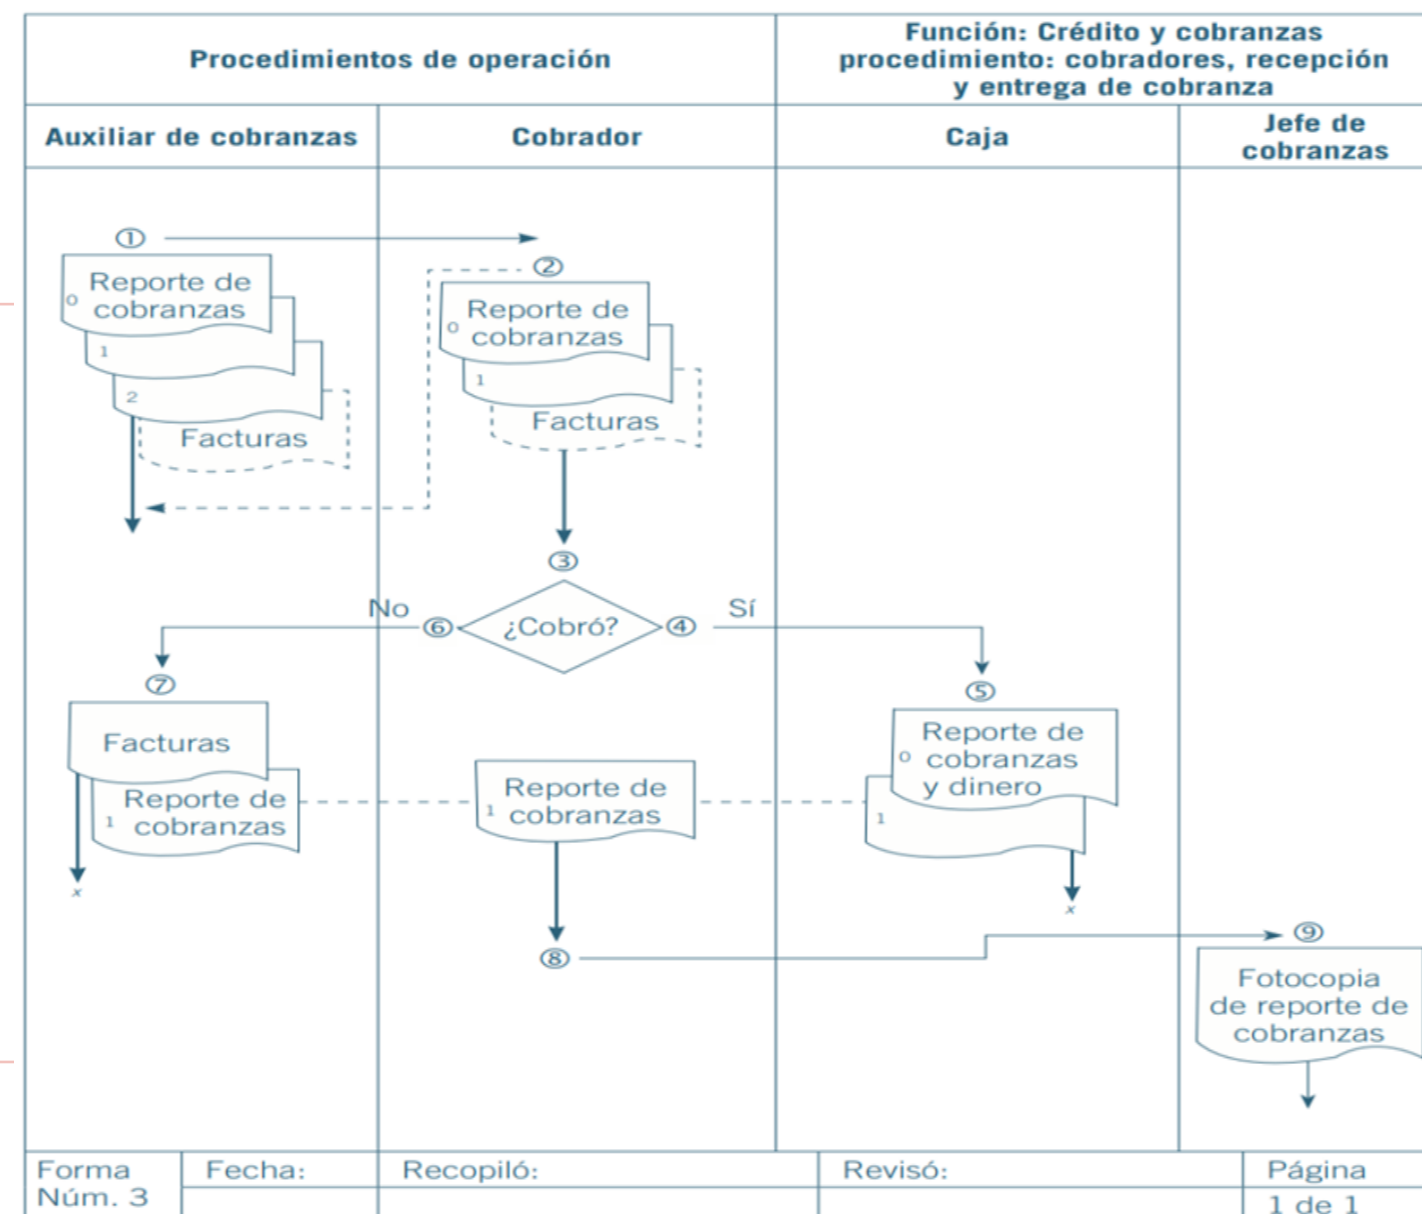 Procedimientos de operación
Función: Crédito y cobranzas
procedimiento: cobradores, recepción
y entrega de cobranza
Auxiliar de cobranzas
Cobrador
Caja
Jefe de
cobranzas
①
Reporte de
0 cobranzas
1
2
Facturas
②
Reporte de
0 cobranzas
1
Facturas
③
¿Cobró?
No
⑥
④
Sí
⑦
Facturas
Reporte de
1 cobranzas
x
Reporte de
1 cobranzas
⑧
⑤
Reporte de
0 cobranzas
y dinero
1
x
⑨
Fotocopia
de reporte de
cobranzas
Forma
Núm. 3
Fecha:
Recopiló:
Revisó:
Página
1 de 1